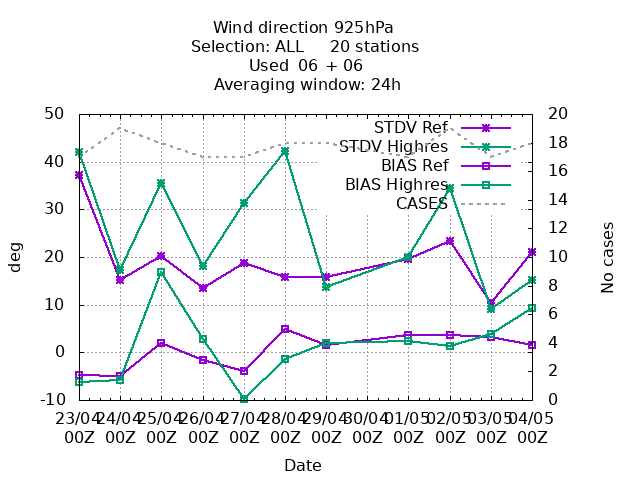 Wind direction 925hPa
Selection: ALL     20 stations
Used  06 + 06
Averaging window: 24h
50
40
30
20
10
0
-10
deg
20
18
16
14
12
10
8
6
4
2
0
No cases
STDV Ref
STDV Highres
BIAS Ref
BIAS Highres
CASES
23/04 24/04 25/04 26/04 27/04 28/04 29/04 30/04 01/05 02/05 03/05 04/05
00Z 00Z 00Z 00Z 00Z 00Z 00Z 00Z 00Z 00Z 00Z 00Z
Date